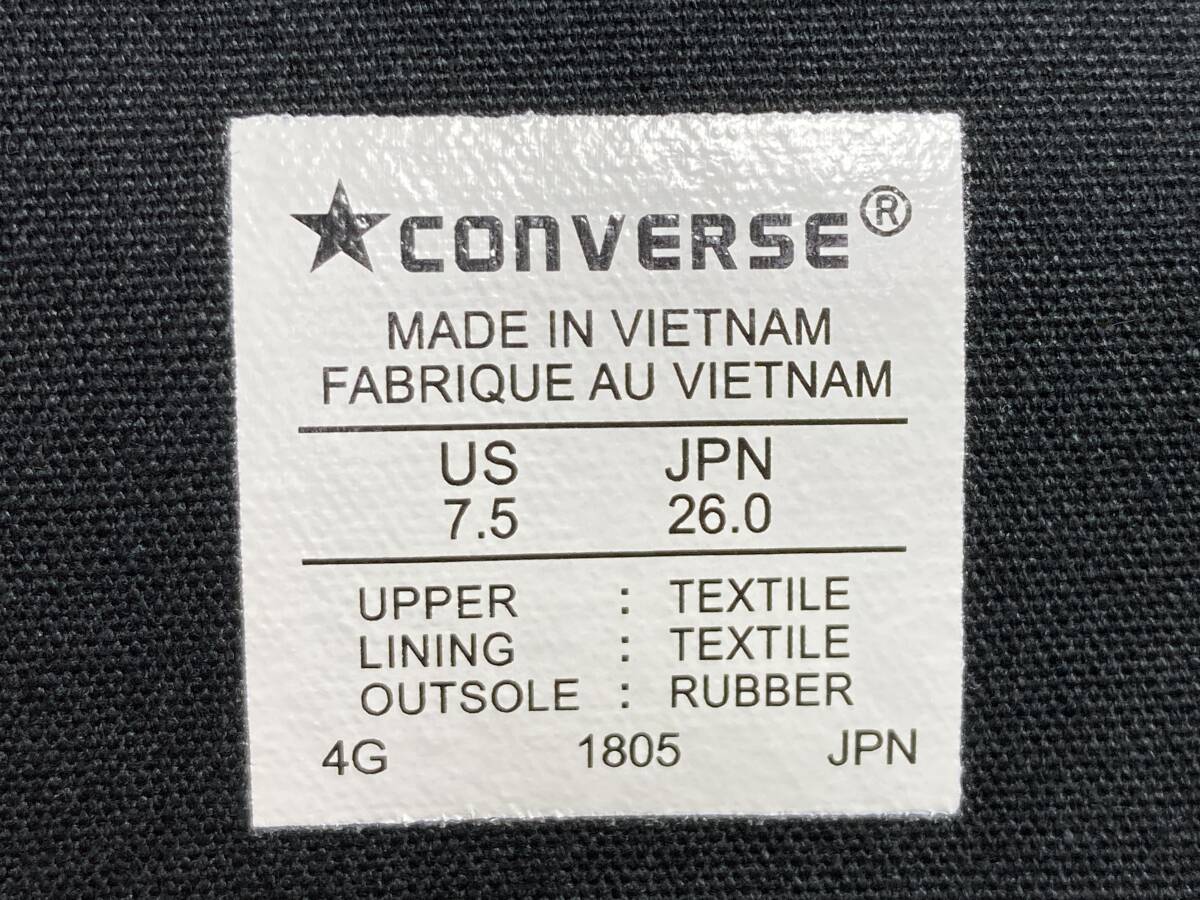 ★CONVERSE®
MADE IN VIETNAM
FABRIQUE AU VIETNAM
US JPN
7.5 26.0
UPPER : TEXTILE
LINING : TEXTILE
OUTSOLE : RUBBER
4G 1805 JPN